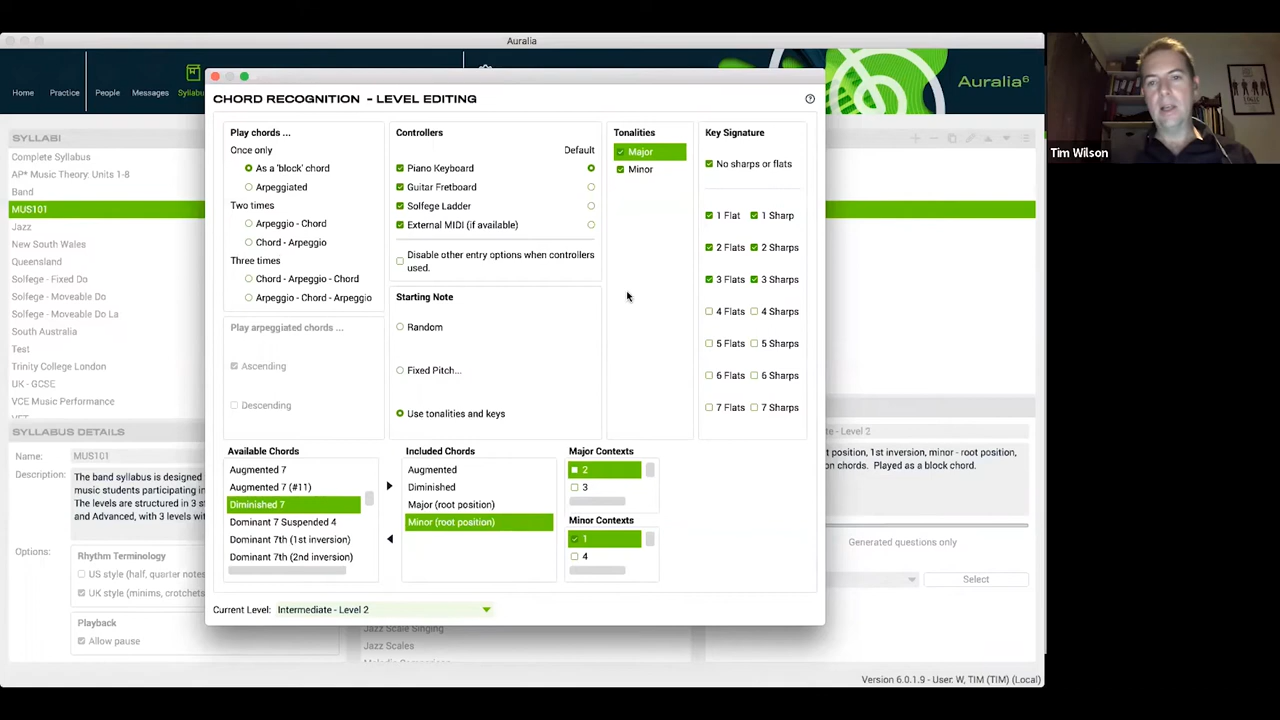 Auralia
Home
Practice
People
Messages
Syllabu
Auralia6
Tim Wilson
CHORD RECOGNITION - LEVEL EDITING
SYLLABI
Complete Syllabus
AP* Music Theory: Units 1-8
Band
MUS101
Jazz
New South Wales
Queensland
Solfege - Fixed Do
Solfege - Moveable Do
Solfege - Moveable Do La
South Australia
Test
Trinity College London
UK - GCSE
VCE Music Performance
VET
Play chords ...
Once only
As a 'block' chord
Arpeggiated
Two times
Arpeggio - Chord
Chord - Arpeggio
Three times
Chord - Arpeggio - Chord
Arpeggio - Chord - Arpeggio
Play arpeggiated chords ...
Ascending
Descending
Controllers
Default
Piano Keyboard
Guitar Fretboard
Solfege Ladder
External MIDI (if available)
Disable other entry options when controllers
used.
Starting Note
Random
Fixed Pitch...
Use tonalities and keys
Tonalities
Major
Minor
Key Signature
No sharps or flats
1 Flat 1 Sharp
2 Flats 2 Sharps
3 Flats 3 Sharps
4 Flats 4 Sharps
5 Flats 5 Sharps
6 Flats 6 Sharps
7 Flats 7 Sharps
Available Chords
Augmented 7
Augmented 7 (#11)
Diminished 7
Dominant 7 Suspended 4
Dominant 7th (1st inversion)
Dominant 7th (2nd inversion)
Included Chords
Augmented
Diminished
Major (root position)
Minor (root position)
Major Contexts
2
3
Minor Contexts
1
4
Current Level: Intermediate - Level 2
SYLLABUS DETAILS
Name: MUS101
Description: The band syllabus is designed
music students participating in
The levels are structured in 3 s
and Advanced, with 3 levels wit
Options:
Rhythm Terminology
US style (half, quarter notes
UK style (minims, crotchets
Playback
Allow pause
Jazz Scale Singing
Jazz Scales
ate - Level 2
t position, 1st inversion, minor - root position,
on chords. Played as a block chord.
Generated questions only
Select
Version 6.0.1.9 - User: W, TIM (TIM) (Local)